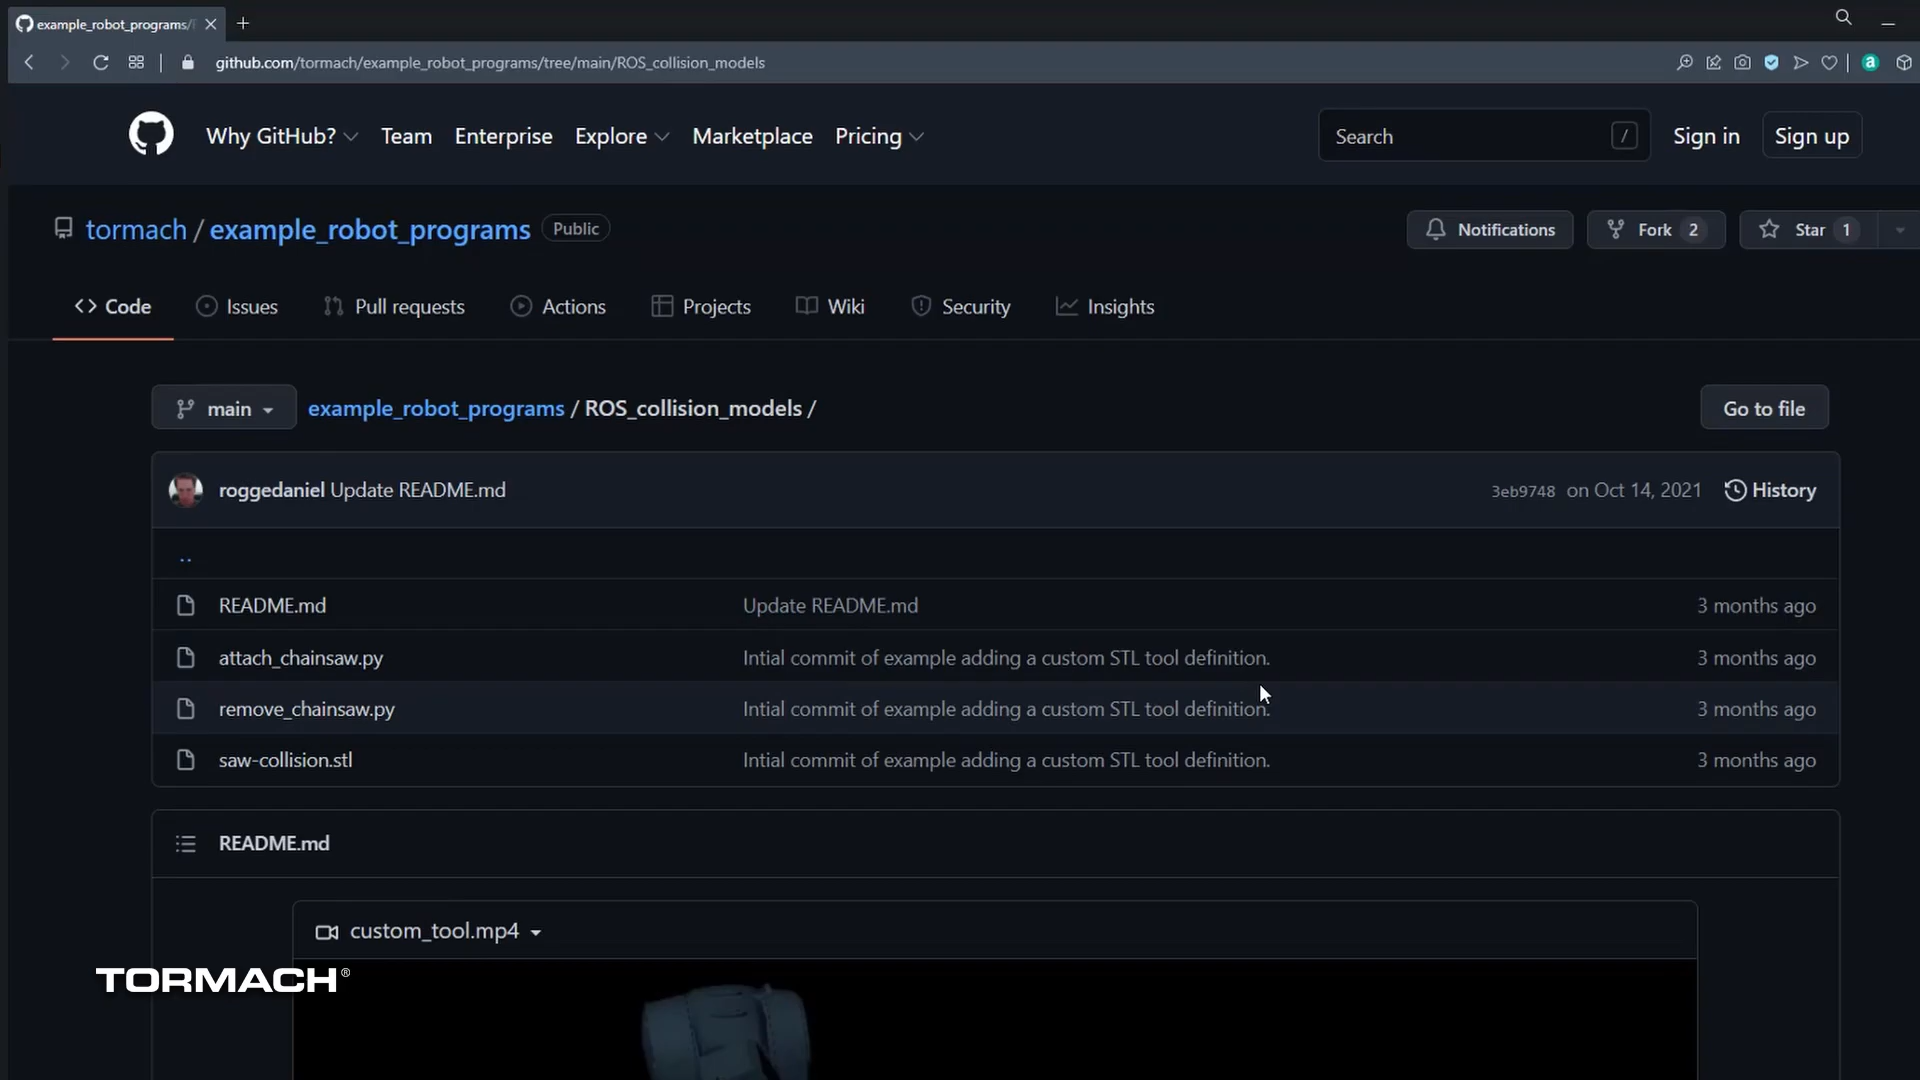 example_robot_programs/
github.com/tormach/example_robot_programs/tree/main/ROS_collision_models
a
Why GitHub? Team Enterprise Explore Marketplace Pricing Search / Sign in Sign up
tormach / example_robot_programs Public Notifications Fork 2 Star 1
<> Code Issues Pull requests Actions Projects Wiki Security Insights
main example_robot_programs / ROS_collision_models / Go to file
roggedaniel Update README.md 3eb9748 on Oct 14, 2021 History
..
README.md Update README.md 3 months ago
attach_chainsaw.py Intial commit of example adding a custom STL tool definition. 3 months ago
remove_chainsaw.py Intial commit of example adding a custom STL tool definition. 3 months ago
saw-collision.stl Intial commit of example adding a custom STL tool definition. 3 months ago
README.md
custom_tool.mp4
TORMACH®